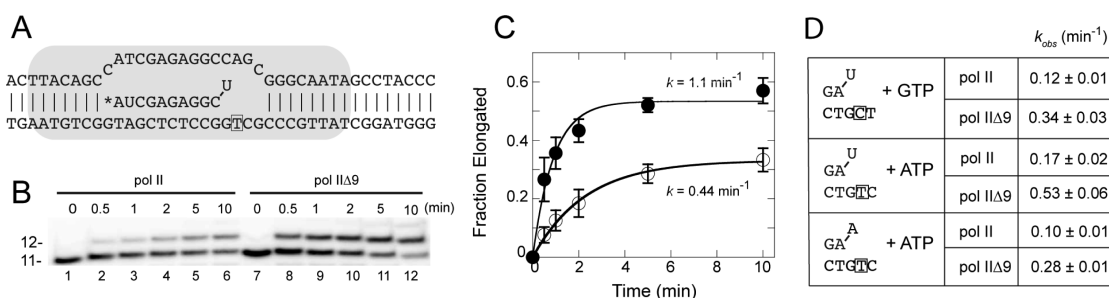 A
ATCGAGAGGCCAG
C C
ACTTACAGC GGGCAATAGCCTACCC
U
*AUCGAGAGGC
TGAATGTCGGTAGCTCTCCGGTCGCCCGTTATCGGATGGG
B
pol II pol IIΔ9
0 0.5 1 2 5 10 0 0.5 1 2 5 10 (min)
12-
11-
1 2 3 4 5 6 7 8 9 10 11 12
C
Fraction Elongated
0.6
0.4
0.2
0
0 2 4 6 8 10
Time (min)
k = 1.1 min-1
k = 0.44 min-1
D
kobs (min-1)
U
GA + GTP
CTGCT
pol II 0.12 ± 0.01
pol IIΔ9 0.34 ± 0.03
U
GA + ATP
CTGTC
pol II 0.17 ± 0.02
pol IIΔ9 0.53 ± 0.06
A
GA + ATP
CTGTC
pol II 0.10 ± 0.01
pol IIΔ9 0.28 ± 0.01